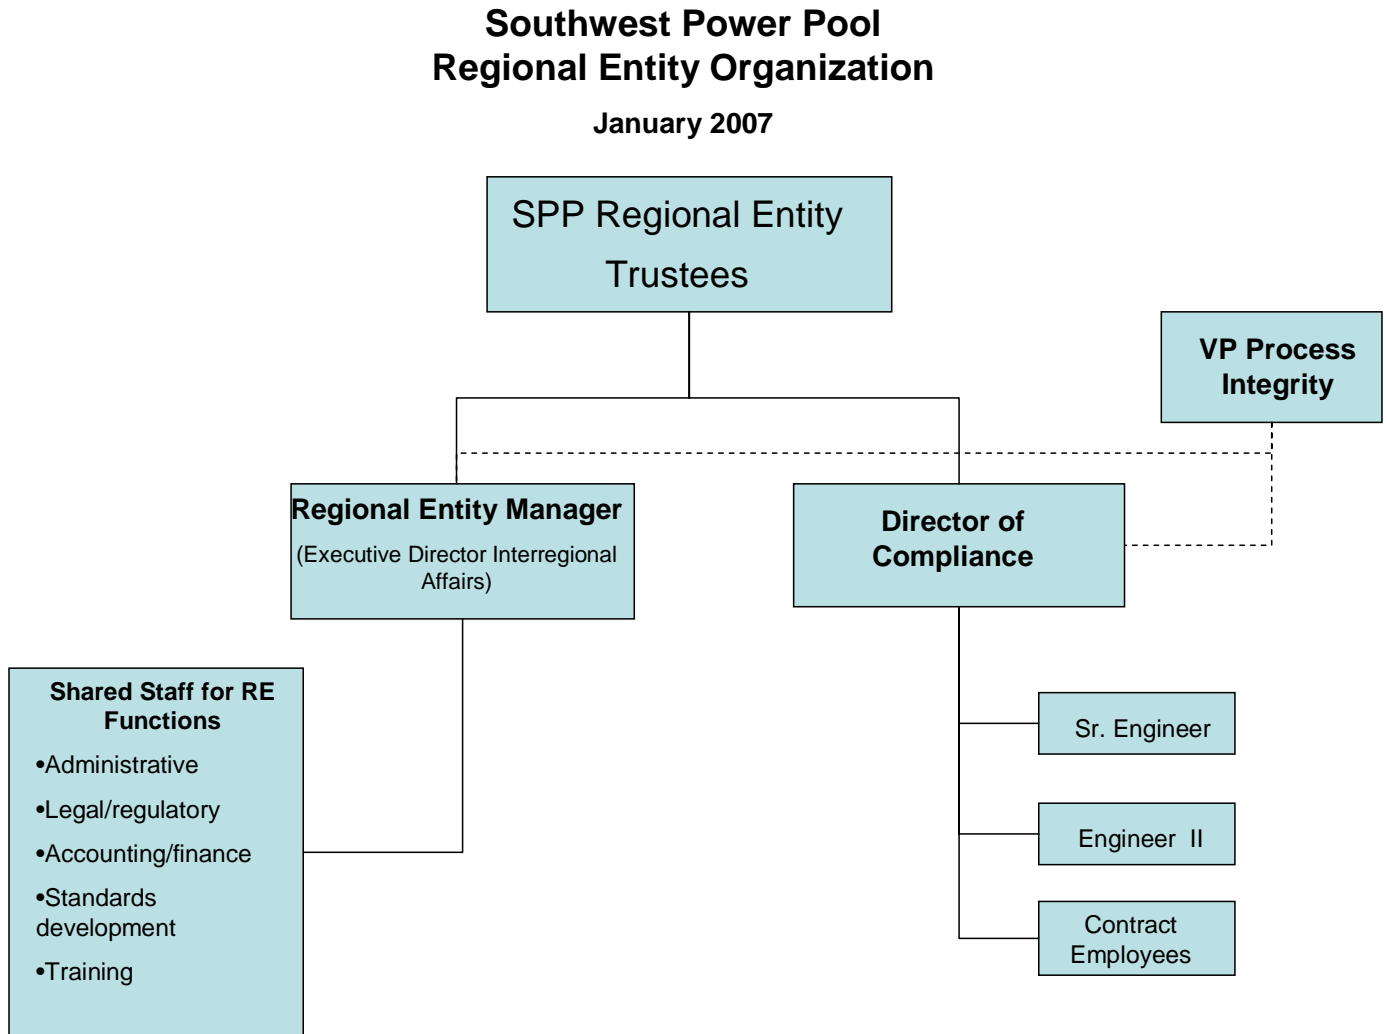 Southwest Power Pool
Regional Entity Organization
January 2007
SPP Regional Entity
Trustees
VP Process
Integrity
Regional Entity Manager
(Executive Director Interregional
Affairs)
Director of
Compliance
Shared Staff for RE
Functions
•Administrative
•Legal/regulatory
•Accounting/finance
•Standards
development
•Training
Sr. Engineer
Engineer II
Contract
Employees